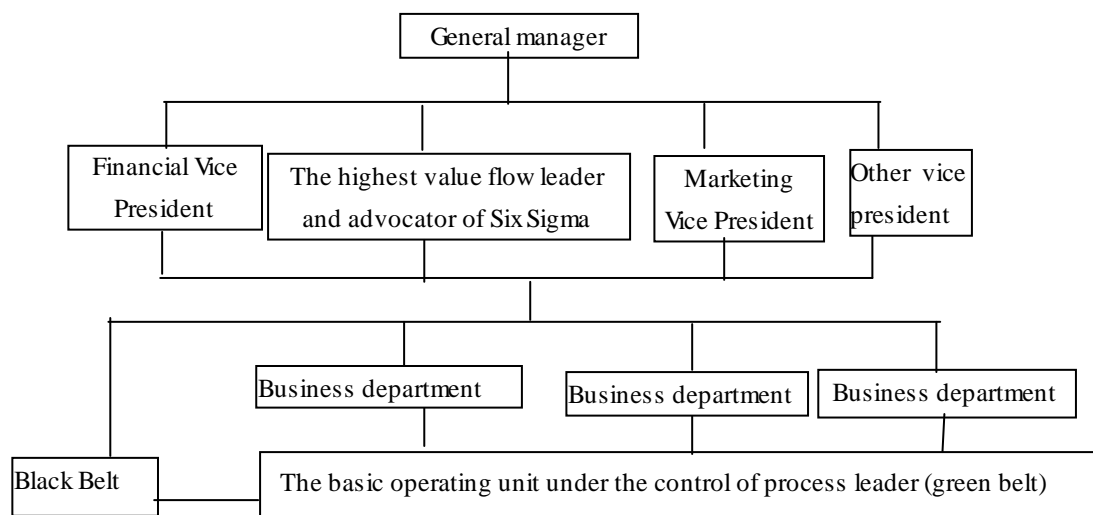 General manager
Financial Vice
President
The highest value flow leader
and advocator of Six Sigma
Marketing
Vice President
Other vice
president
Business department
Business department
Business department
Black Belt
The basic operating unit under the control of process leader (green belt)